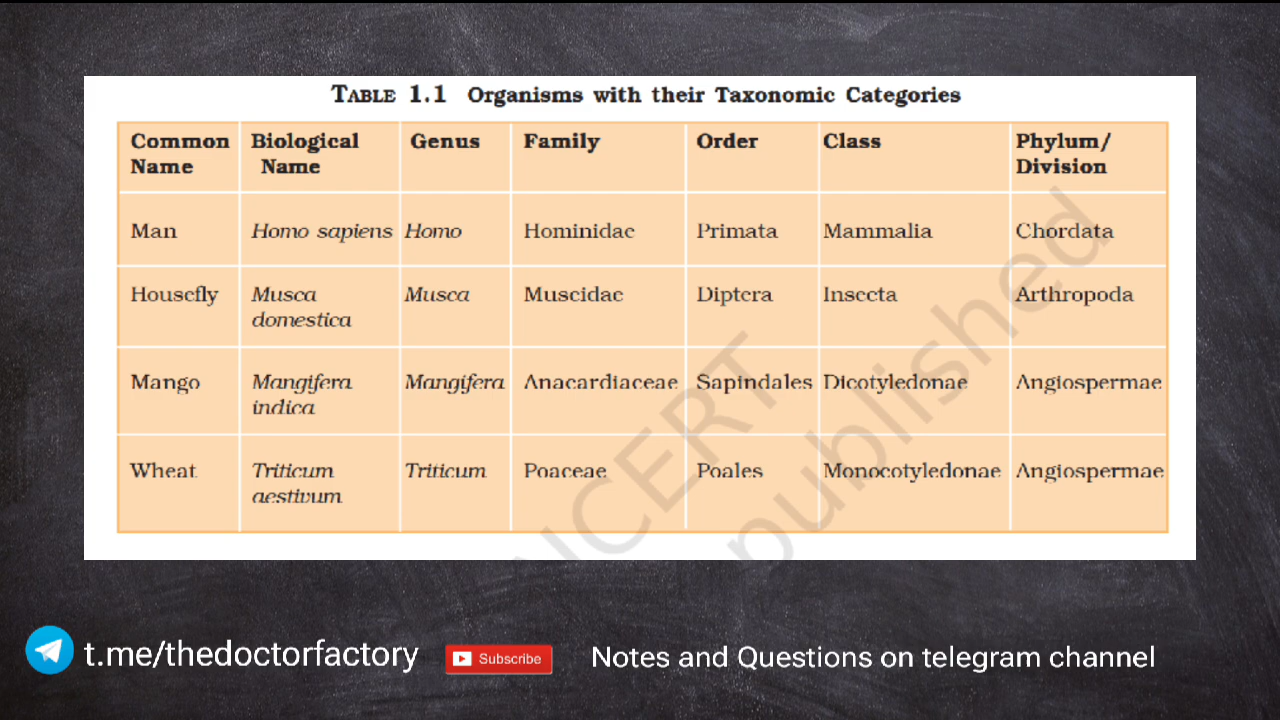 TABLE 1.1 Organisms with their Taxonomic Categories
Common Name Biological Name Genus Family Order Class Phylum/ Division
Man Homo sapiens Homo Hominidae Primata Mammalia Chordata
Housefly Musca domestica Musca Muscidae Diptera Insecta Arthropoda
Mango Mangifera indica Mangifera Anacardiaceae Sapindales Dicotyledonae Angiospermae
Wheat Triticum aestivum Triticum Poaceae Poales Monocotyledonae Angiospermae
NCERT
published
t.me/thedoctorfactory Subscribe Notes and Questions on telegram channel